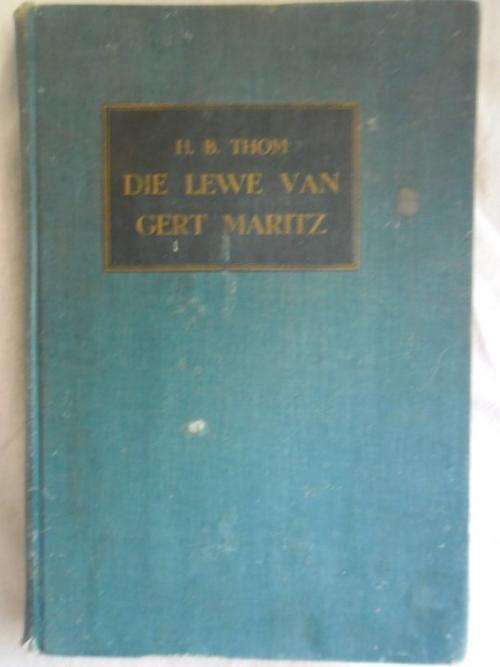 H. B. THOM
DIE LEWE VAN
GERT MARITZ